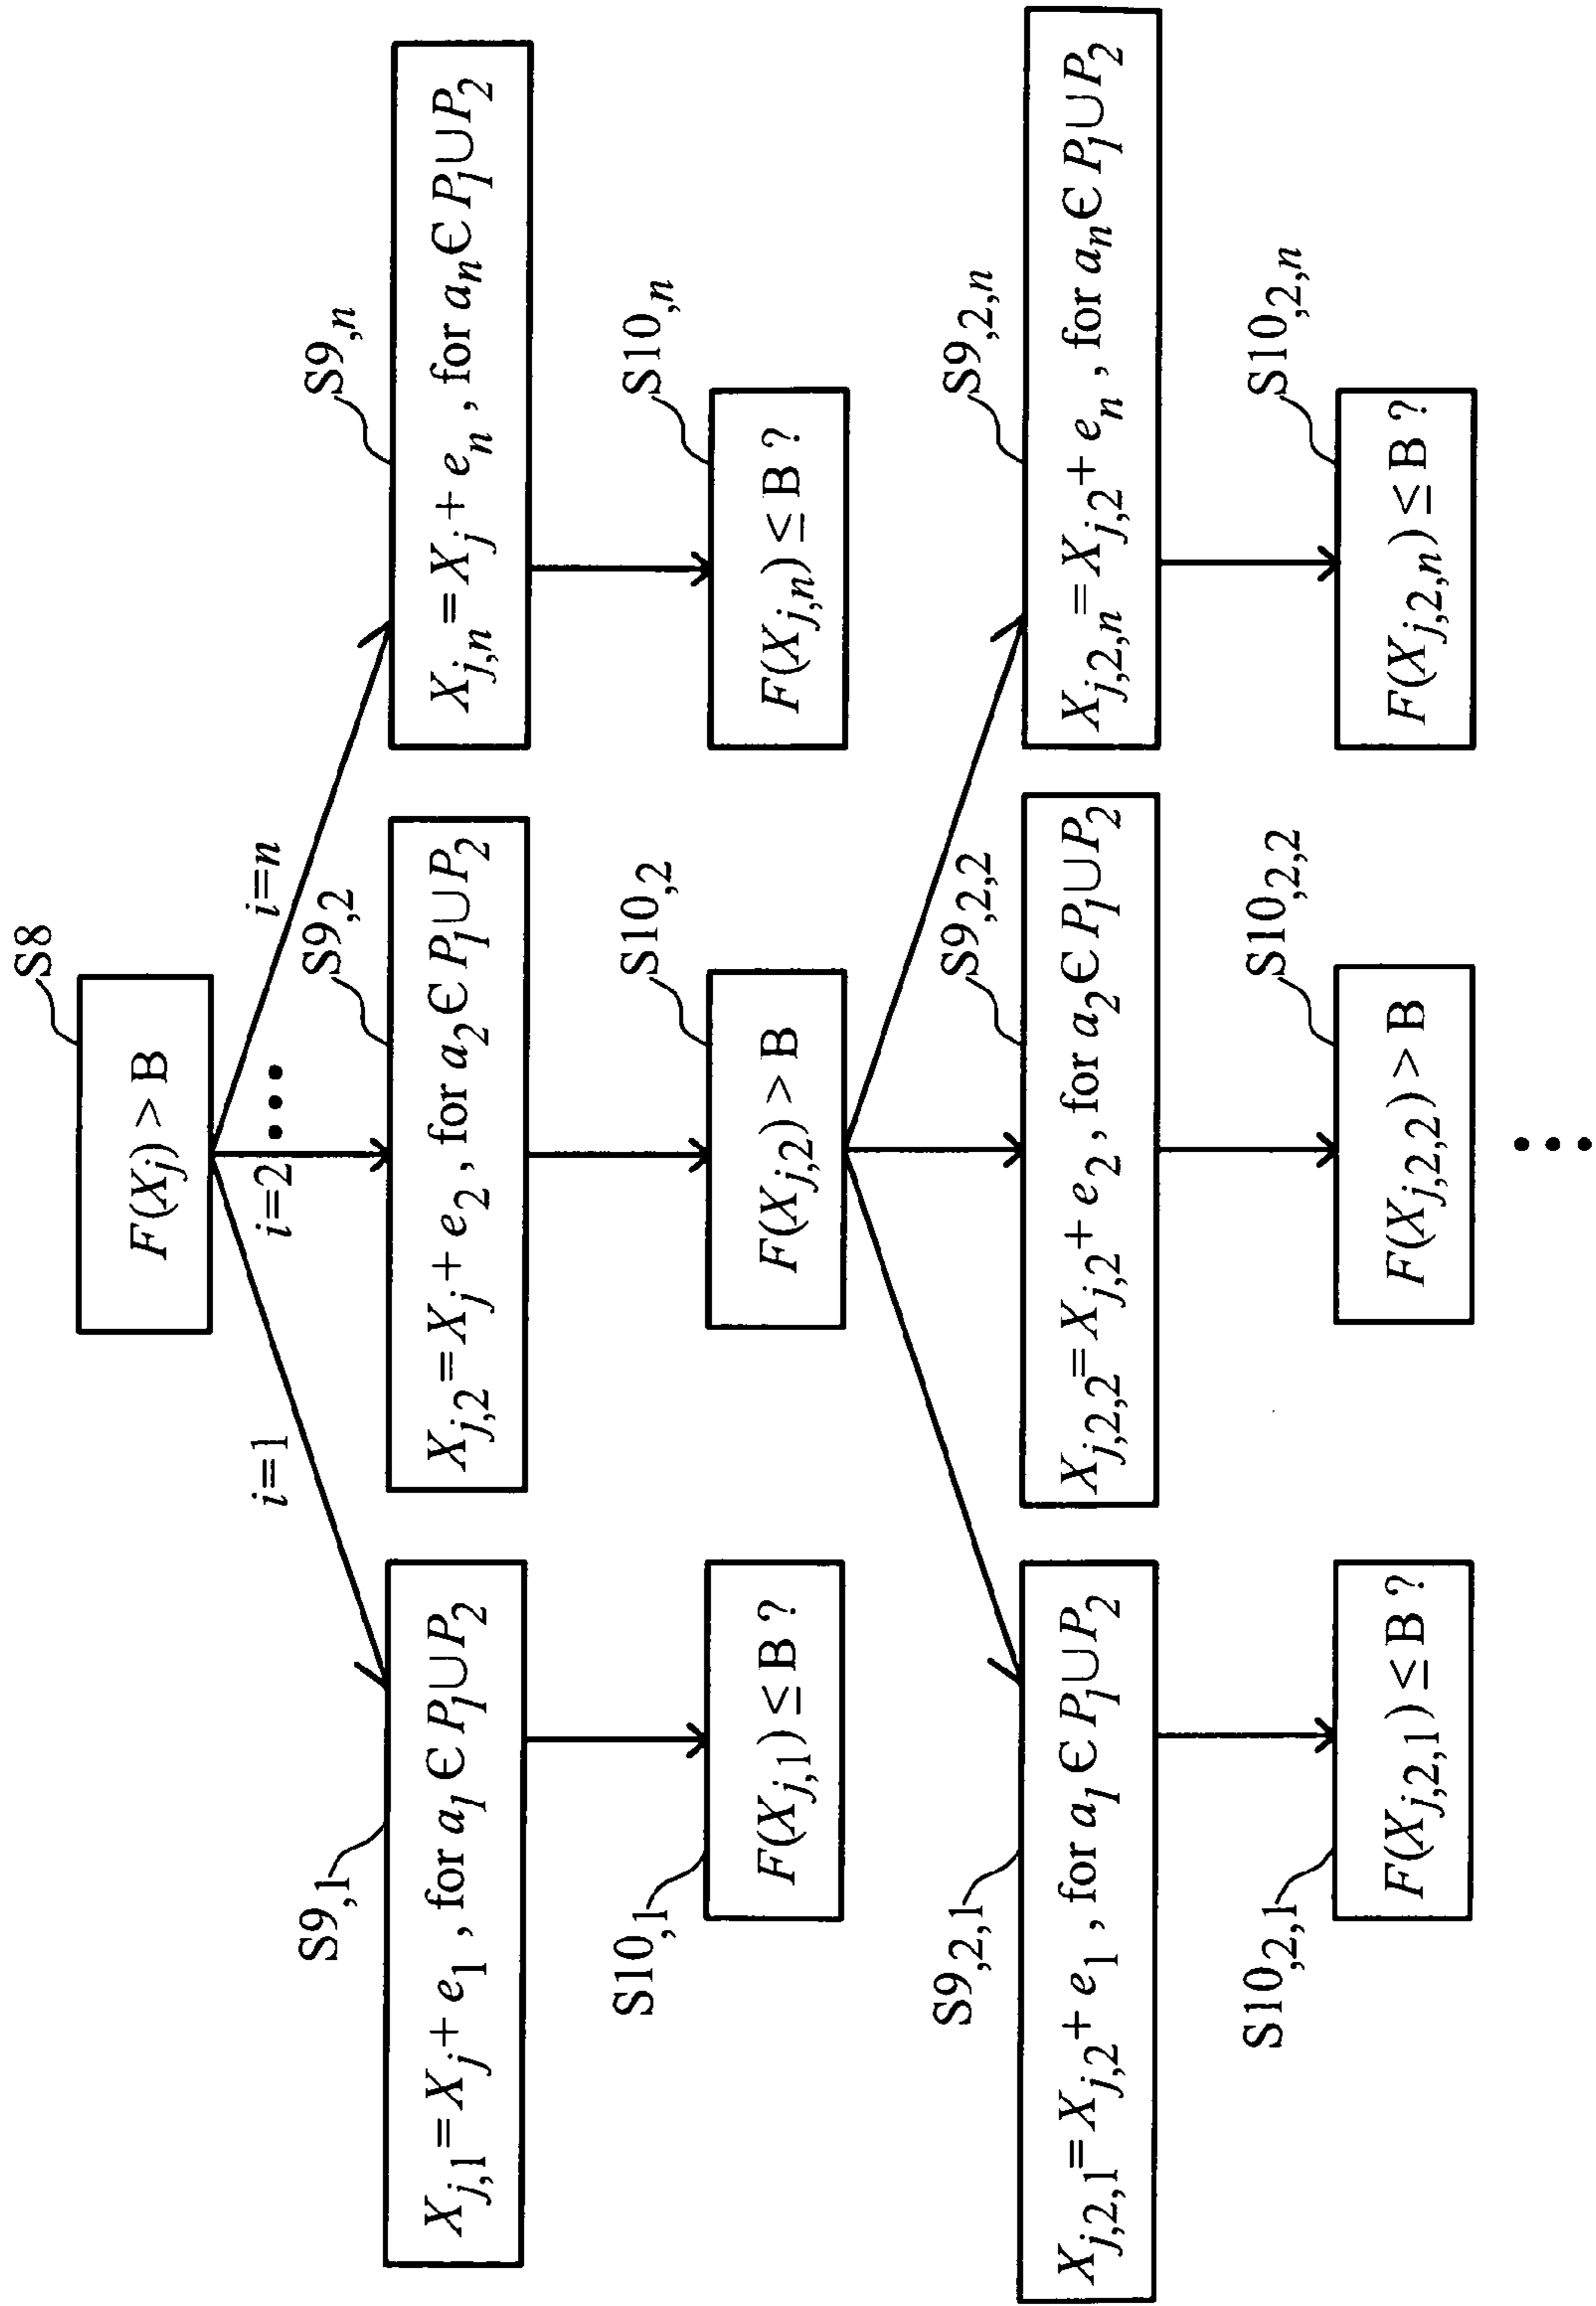 S8
F(X_j) > B
i=1
i=2
i=n
S9,1
X_{j,1} = X_j + e_1, for a_1 ∈ P_1 ∪ P_2
S9,2
X_{j,2} = X_j + e_2, for a_2 ∈ P_1 ∪ P_2
S9,n
X_{j,n} = X_j + e_n, for a_n ∈ P_1 ∪ P_2
S10,1
F(X_{j,1}) ≤ B ?
S10,2
F(X_{j,2}) > B
S10,n
F(X_{j,n}) ≤ B ?
S9,2,1
X_{j,2,1} = X_{j,2} + e_1, for a_1 ∈ P_1 ∪ P_2
S9,2,2
X_{j,2,2} = X_{j,2} + e_2, for a_2 ∈ P_1 ∪ P_2
S9,2,n
X_{j,2,n} = X_{j,2} + e_n, for a_n ∈ P_1 ∪ P_2
S10,2,1
F(X_{j,2,1}) ≤ B ?
S10,2,2
F(X_{j,2,2}) > B
S10,2,n
F(X_{j,2,n}) ≤ B ?